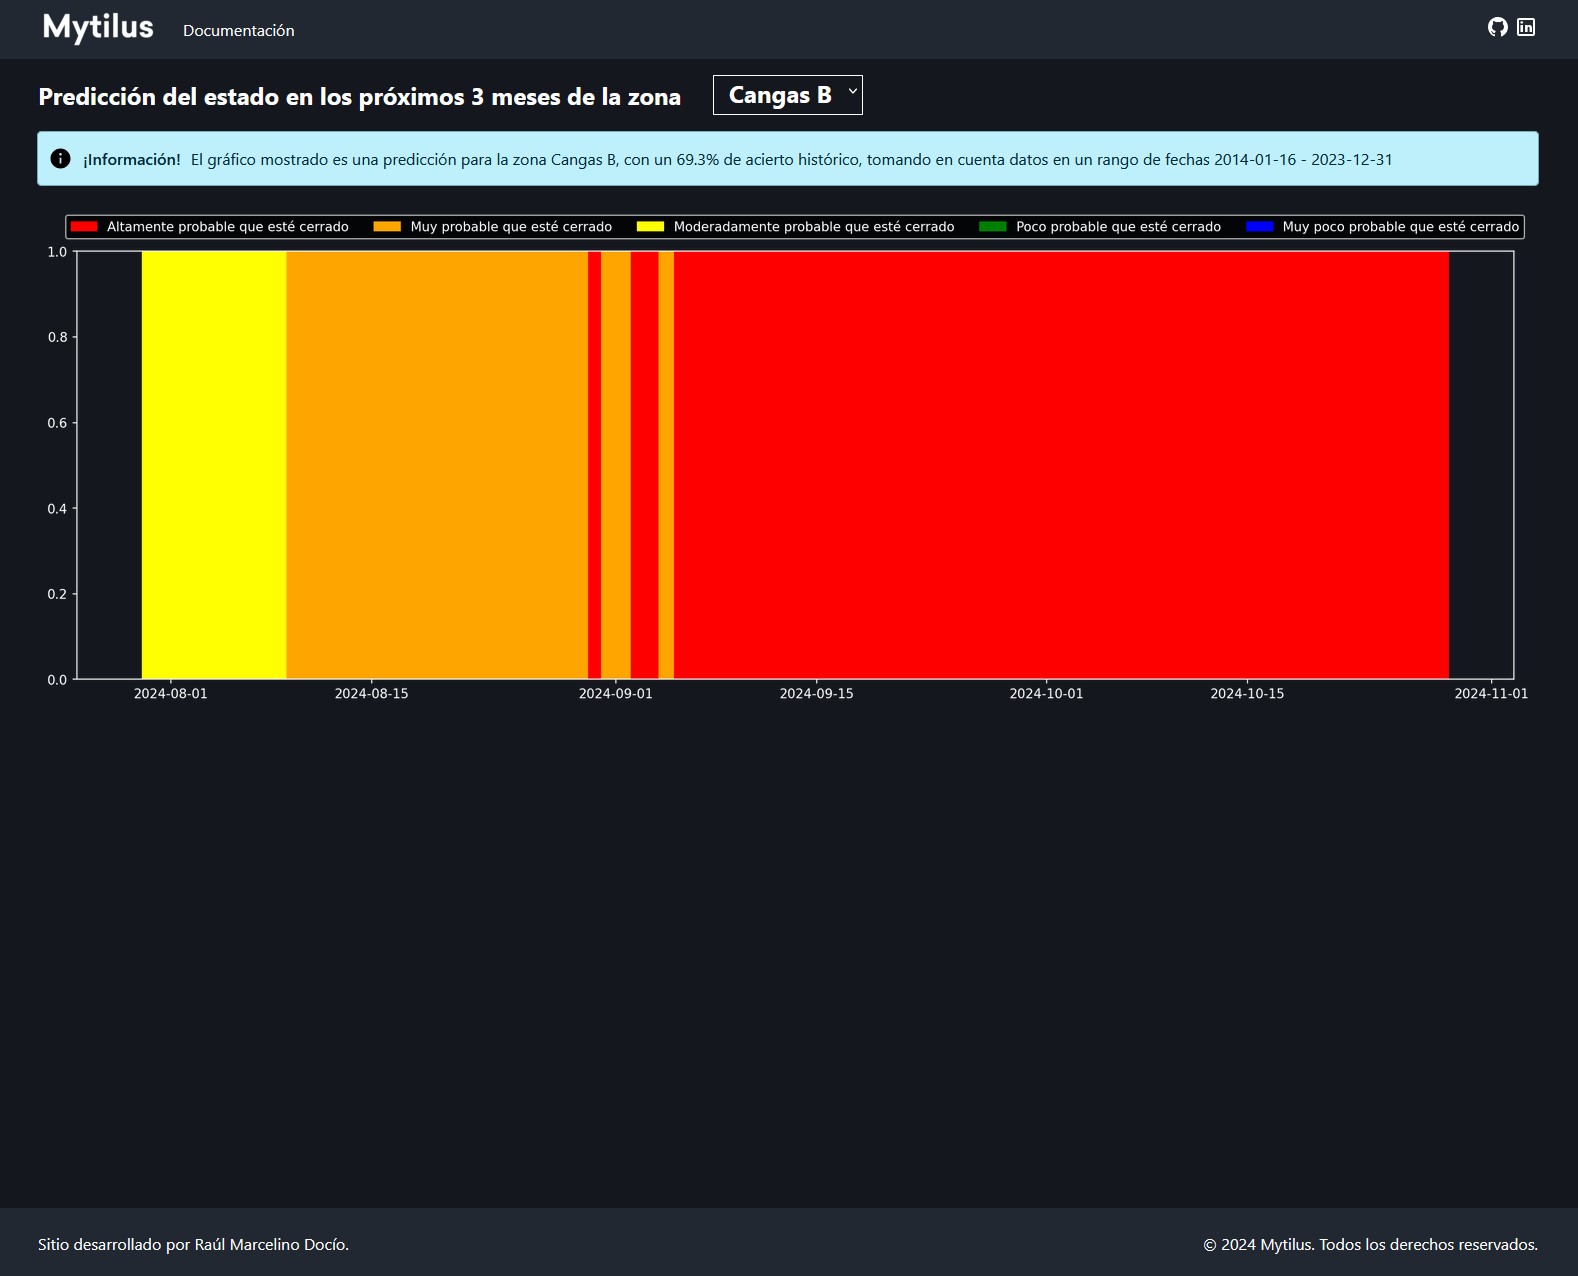 Mytilus Documentación
Predicción del estado en los próximos 3 meses de la zona Cangas B
¡Información! El gráfico mostrado es una predicción para la zona Cangas B, con un 69.3% de acierto histórico, tomando en cuenta datos en un rango de fechas 2014-01-16 - 2023-12-31
Altamente probable que esté cerrado Muy probable que esté cerrado Moderadamente probable que esté cerrado Poco probable que esté cerrado Muy poco probable que esté cerrado
1.0
0.8
0.6
0.4
0.2
0.0
2024-08-01 2024-08-15 2024-09-01 2024-09-15 2024-10-01 2024-10-15 2024-11-01
Sitio desarrollado por Raúl Marcelino Docío. © 2024 Mytilus. Todos los derechos reservados.